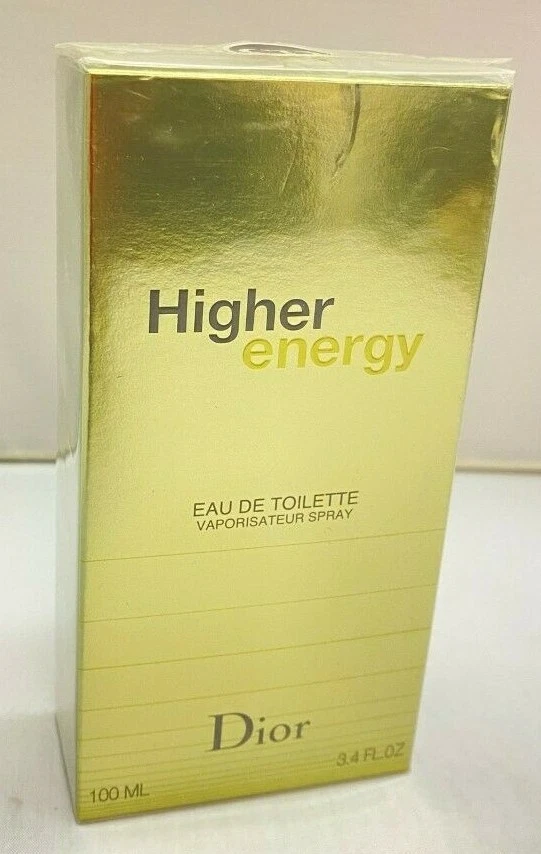 Higher
energy
EAU DE TOILETTE
VAPORISATEUR SPRAY
Dior
100 ML
3.4 FL.OZ